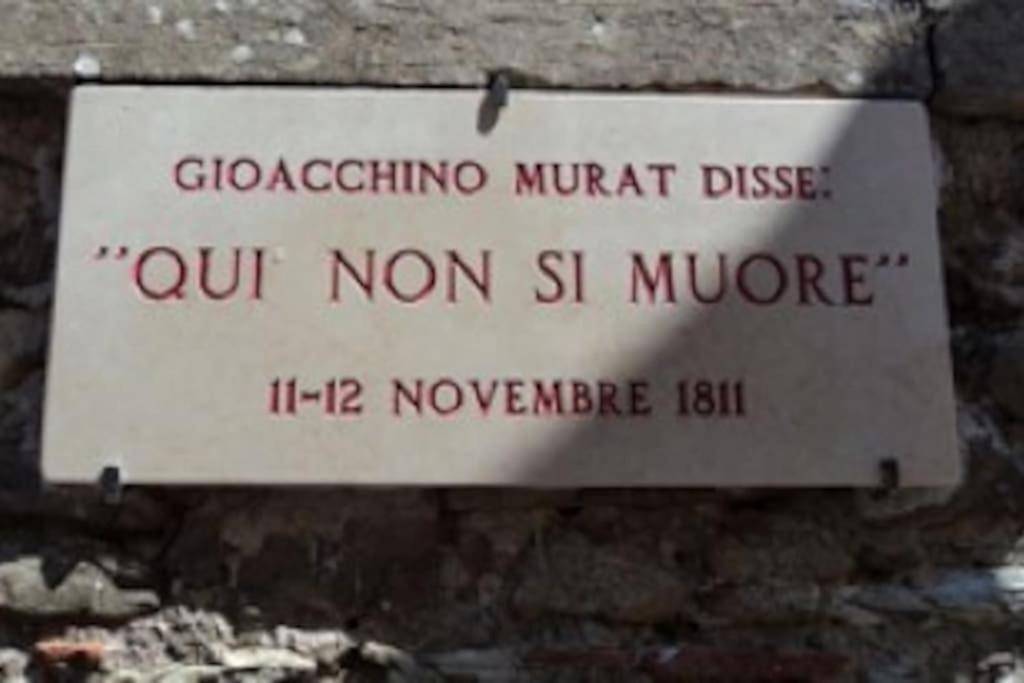 GIOACCHINO MURAT DISSE:
"QUI NON SI MUORE"
11-12 NOVEMBRE 1811